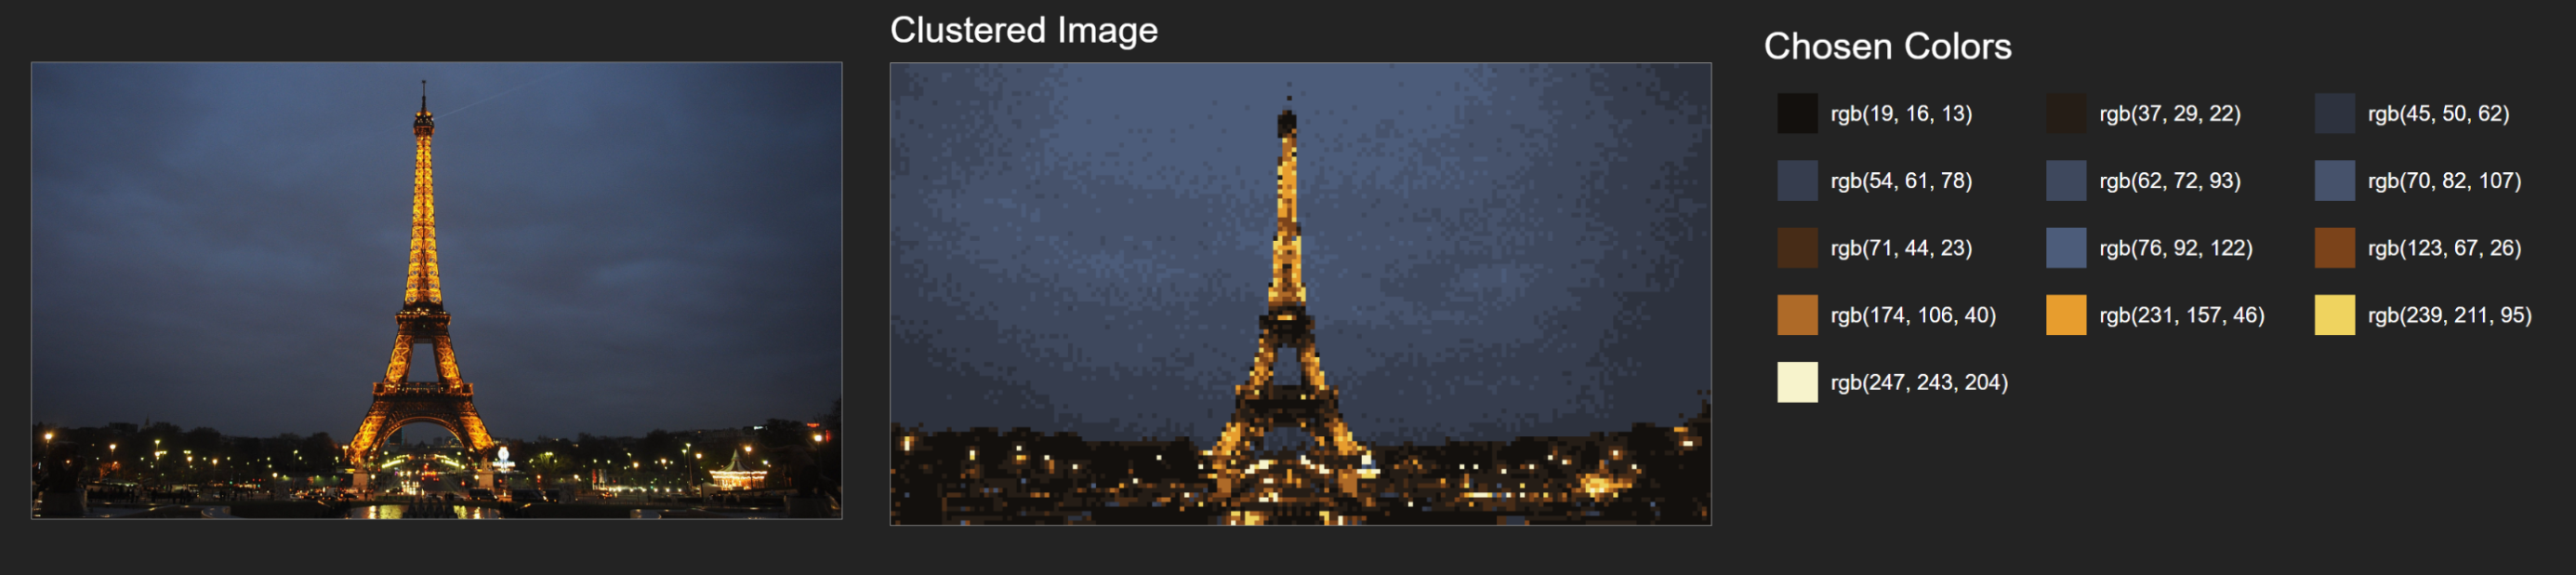 Clustered Image
Chosen Colors
rgb(19, 16, 13)
rgb(37, 29, 22)
rgb(45, 50, 62)
rgb(54, 61, 78)
rgb(62, 72, 93)
rgb(70, 82, 107)
rgb(71, 44, 23)
rgb(76, 92, 122)
rgb(123, 67, 26)
rgb(174, 106, 40)
rgb(231, 157, 46)
rgb(239, 211, 95)
rgb(247, 243, 204)